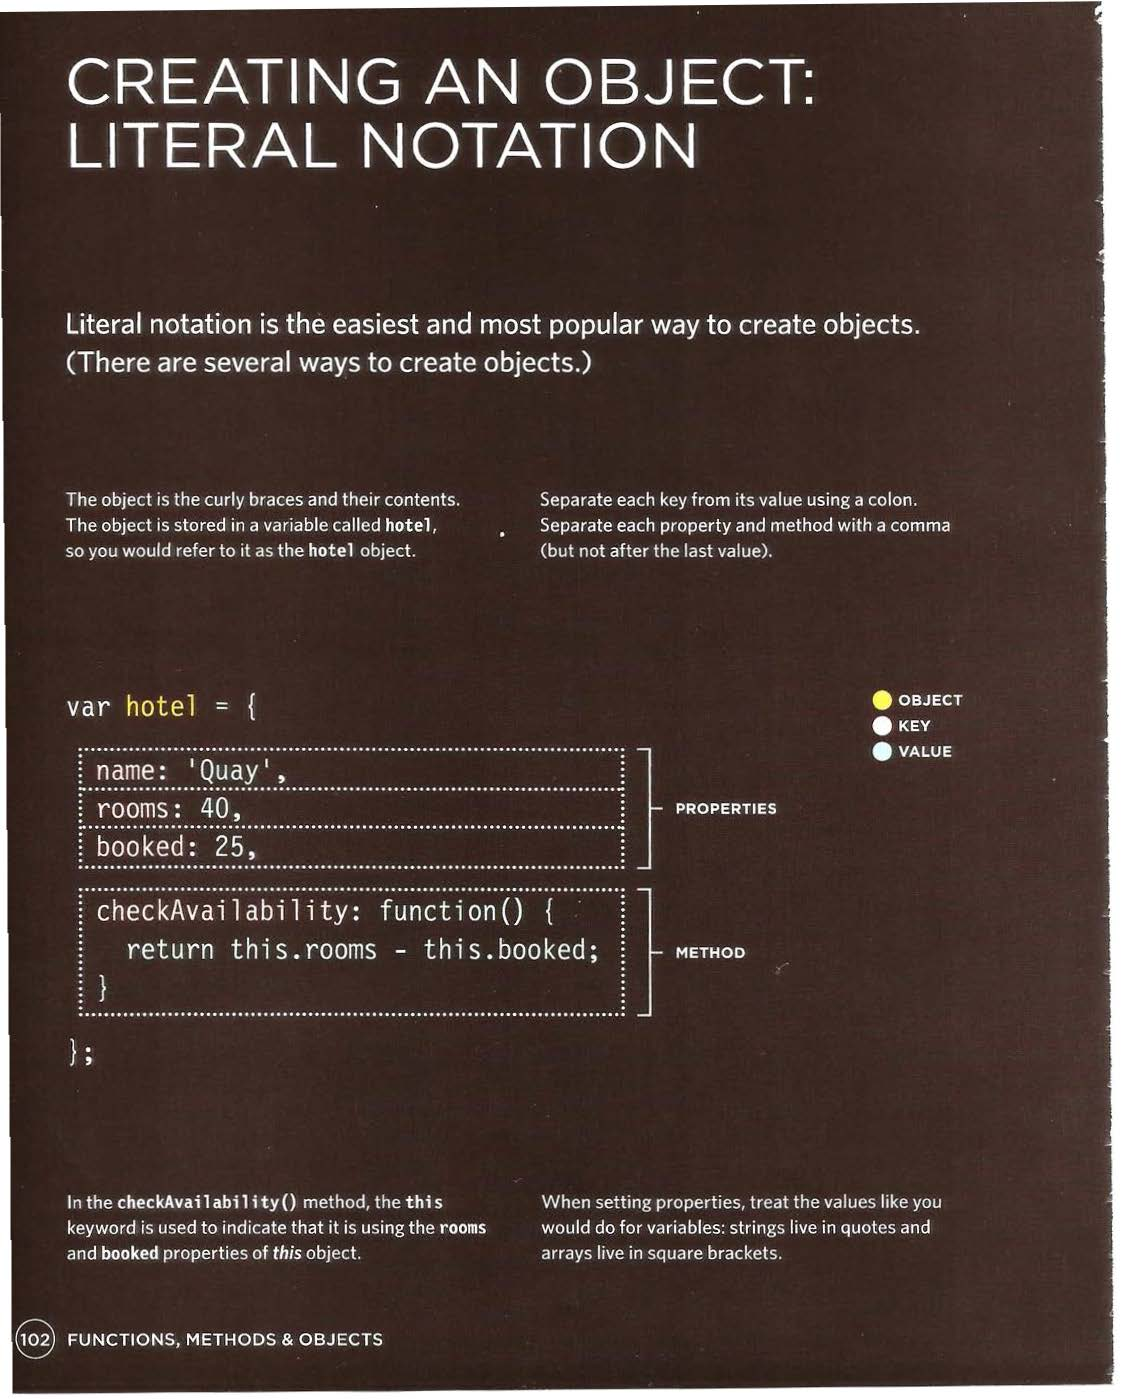 CREATING AN OBJECT:
LITERAL NOTATION
Literal notation is the easiest and most popular way to create objects.
(There are several ways to create objects.)
The object is the curly braces and their contents.
The object is stored in a variable called hotel,
so you would refer to it as the hotel object.
Separate each key from its value using a colon.
Separate each property and method with a comma
(but not after the last value).
var hotel = {
name: 'Quay',
rooms: 40,
booked: 25,
checkAvailability: function() {
return this.rooms - this.booked;
}
};
OBJECT
KEY
VALUE
PROPERTIES
METHOD
In the checkAvailability() method, the this
keyword is used to indicate that it is using the rooms
and booked properties of this object.
When setting properties, treat the values like you
would do for variables: strings live in quotes and
arrays live in square brackets.
102 FUNCTIONS, METHODS & OBJECTS